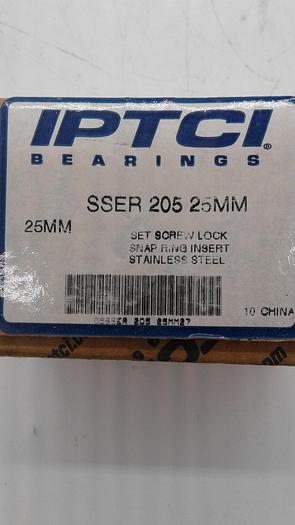 IPTCI®
BEARINGS
SSER 205 25MM
25MM
SET SCREW LOCK
SNAP RING INSERT
STAINLESS STEEL
10 CHINA